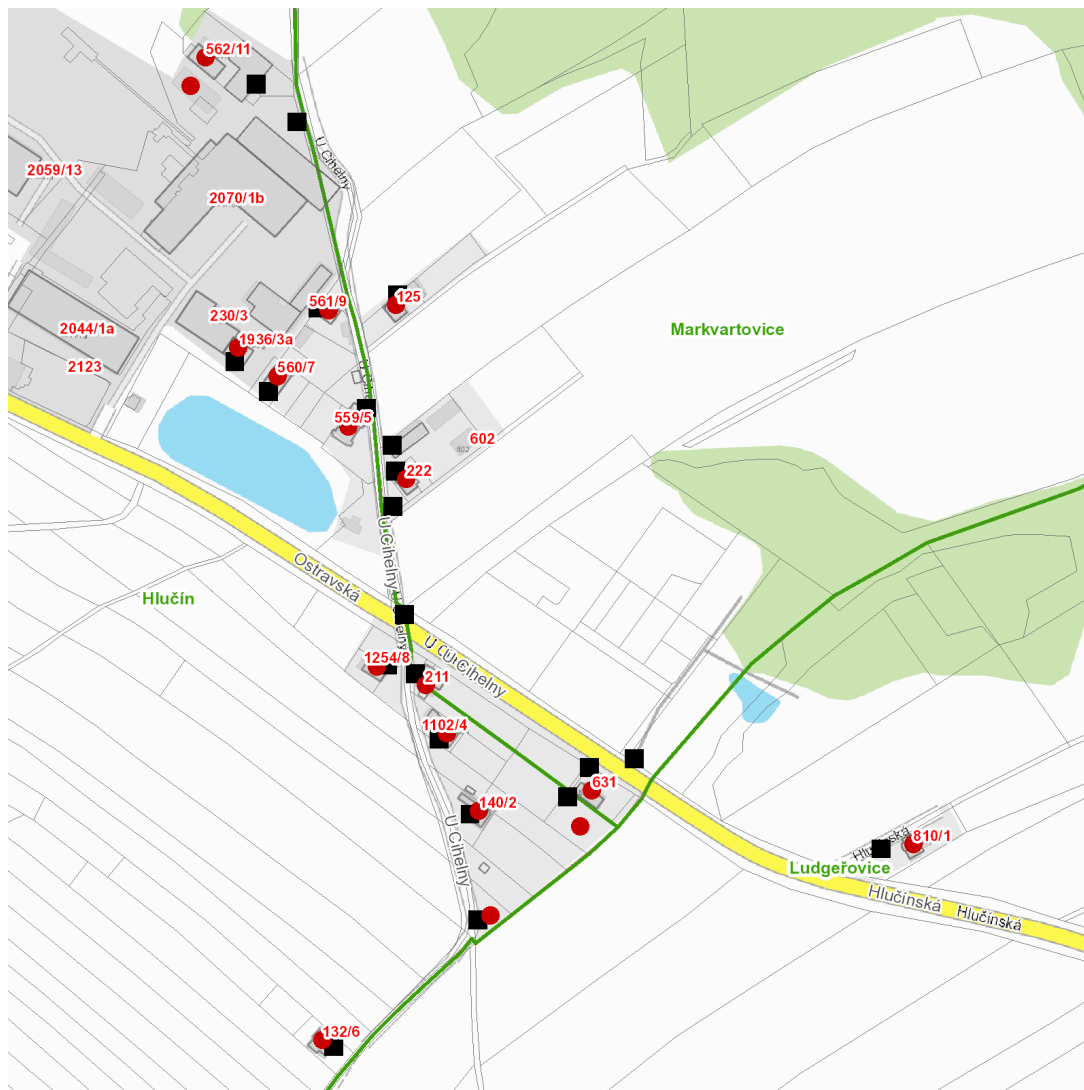 562/11
U Cihelny
2059/13
2070/1b
125
561/9
230/3
2044/1a
1936/3a
Markvartovice
2123
560/7
559/5
602
222
U Cihelny
Ostravská
Hlučín
U Cihelny
1254/8
211
1102/4
631
140/2
810/1
Hlučínská
U Cihelny
Ludgeřovice
Hlučínská
Hlučínská
132/6